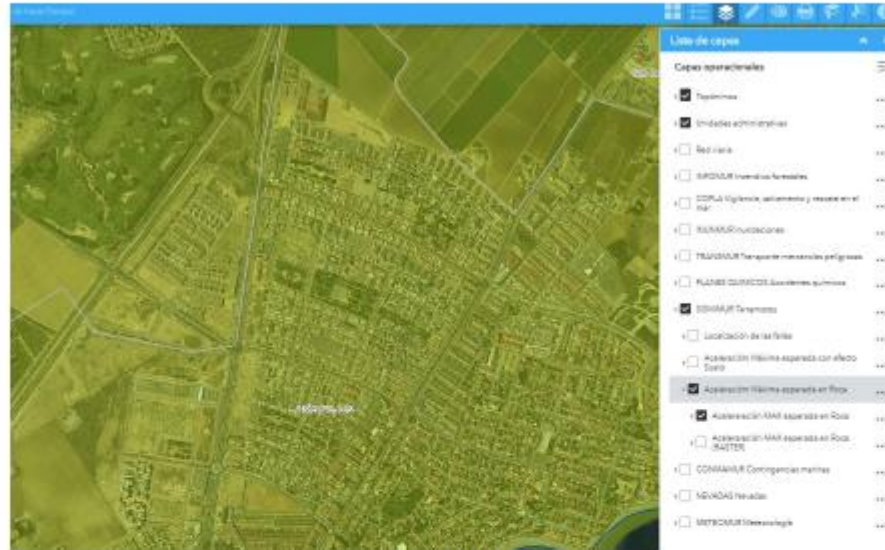 Lista de capas
Capas operacionales
Topónimos
Unidades administrativas
Red viaria
INFOMUR Incendios forestales
COPLA Vigilancia, salvamento y rescate en el
mar
INUNMUR Inundaciones
TRANSMUR Transporte mercancías peligrosas
PLANES QUIMICOS Accidentes químicos
SISMIMUR Terremotos
Localización de las fallas
Aceleración Máxima esperada con efecto
Suelo
Aceleración Máxima esperada en Roca
Aceleración MAX esperada en Roca
Aceleración MAX esperada en Roca
(RASTER)
CONMAMUR Contingencias marinas
NEVADAS Nevadas
METEOMUR Meteorología